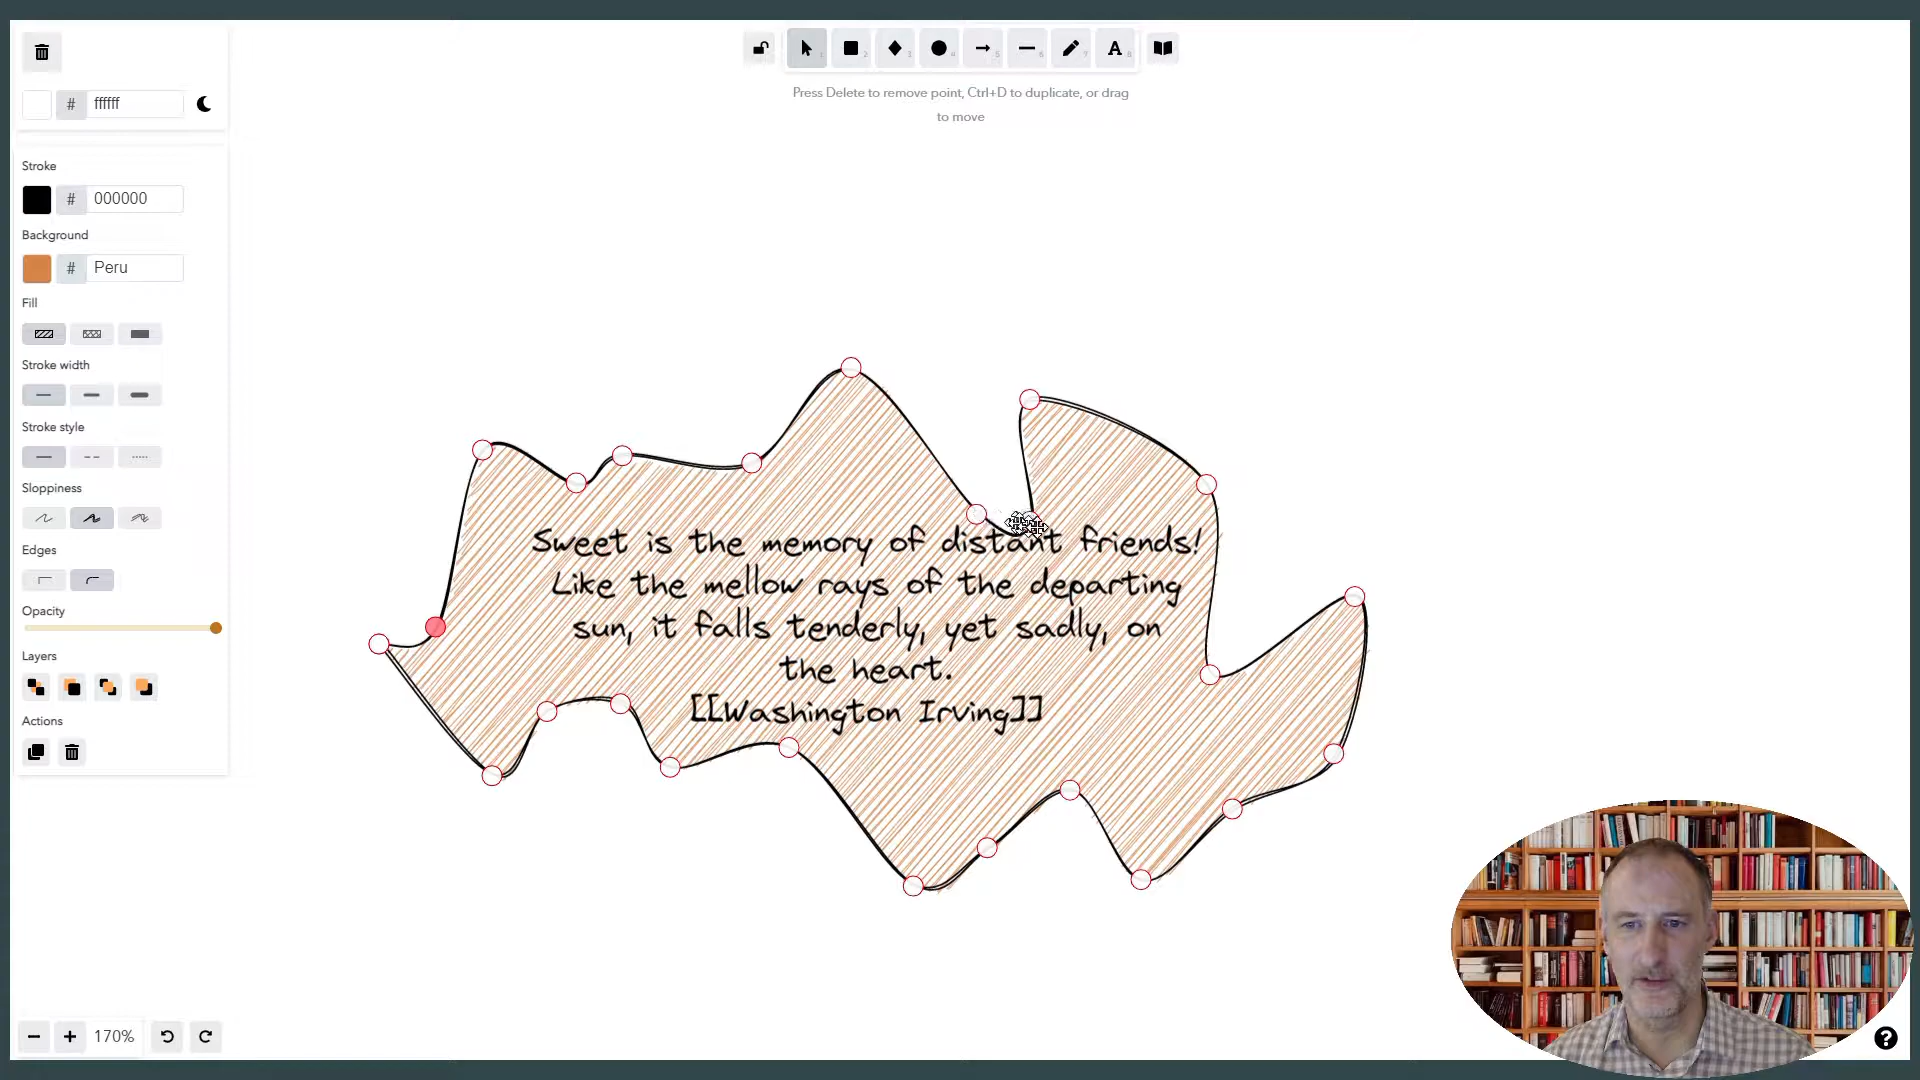 # ffffff
Press Delete to remove point, Ctrl+D to duplicate, or drag
to move
Stroke
# 000000
Background
# Peru
Fill
Stroke width
Stroke style
Sloppiness
Edges
Opacity
Layers
Actions
Sweet is the memory of distant friends!
Like the mellow rays of the departing
sun, it falls tenderly, yet sadly, on
the heart.
[[Washington Irving]]
170%